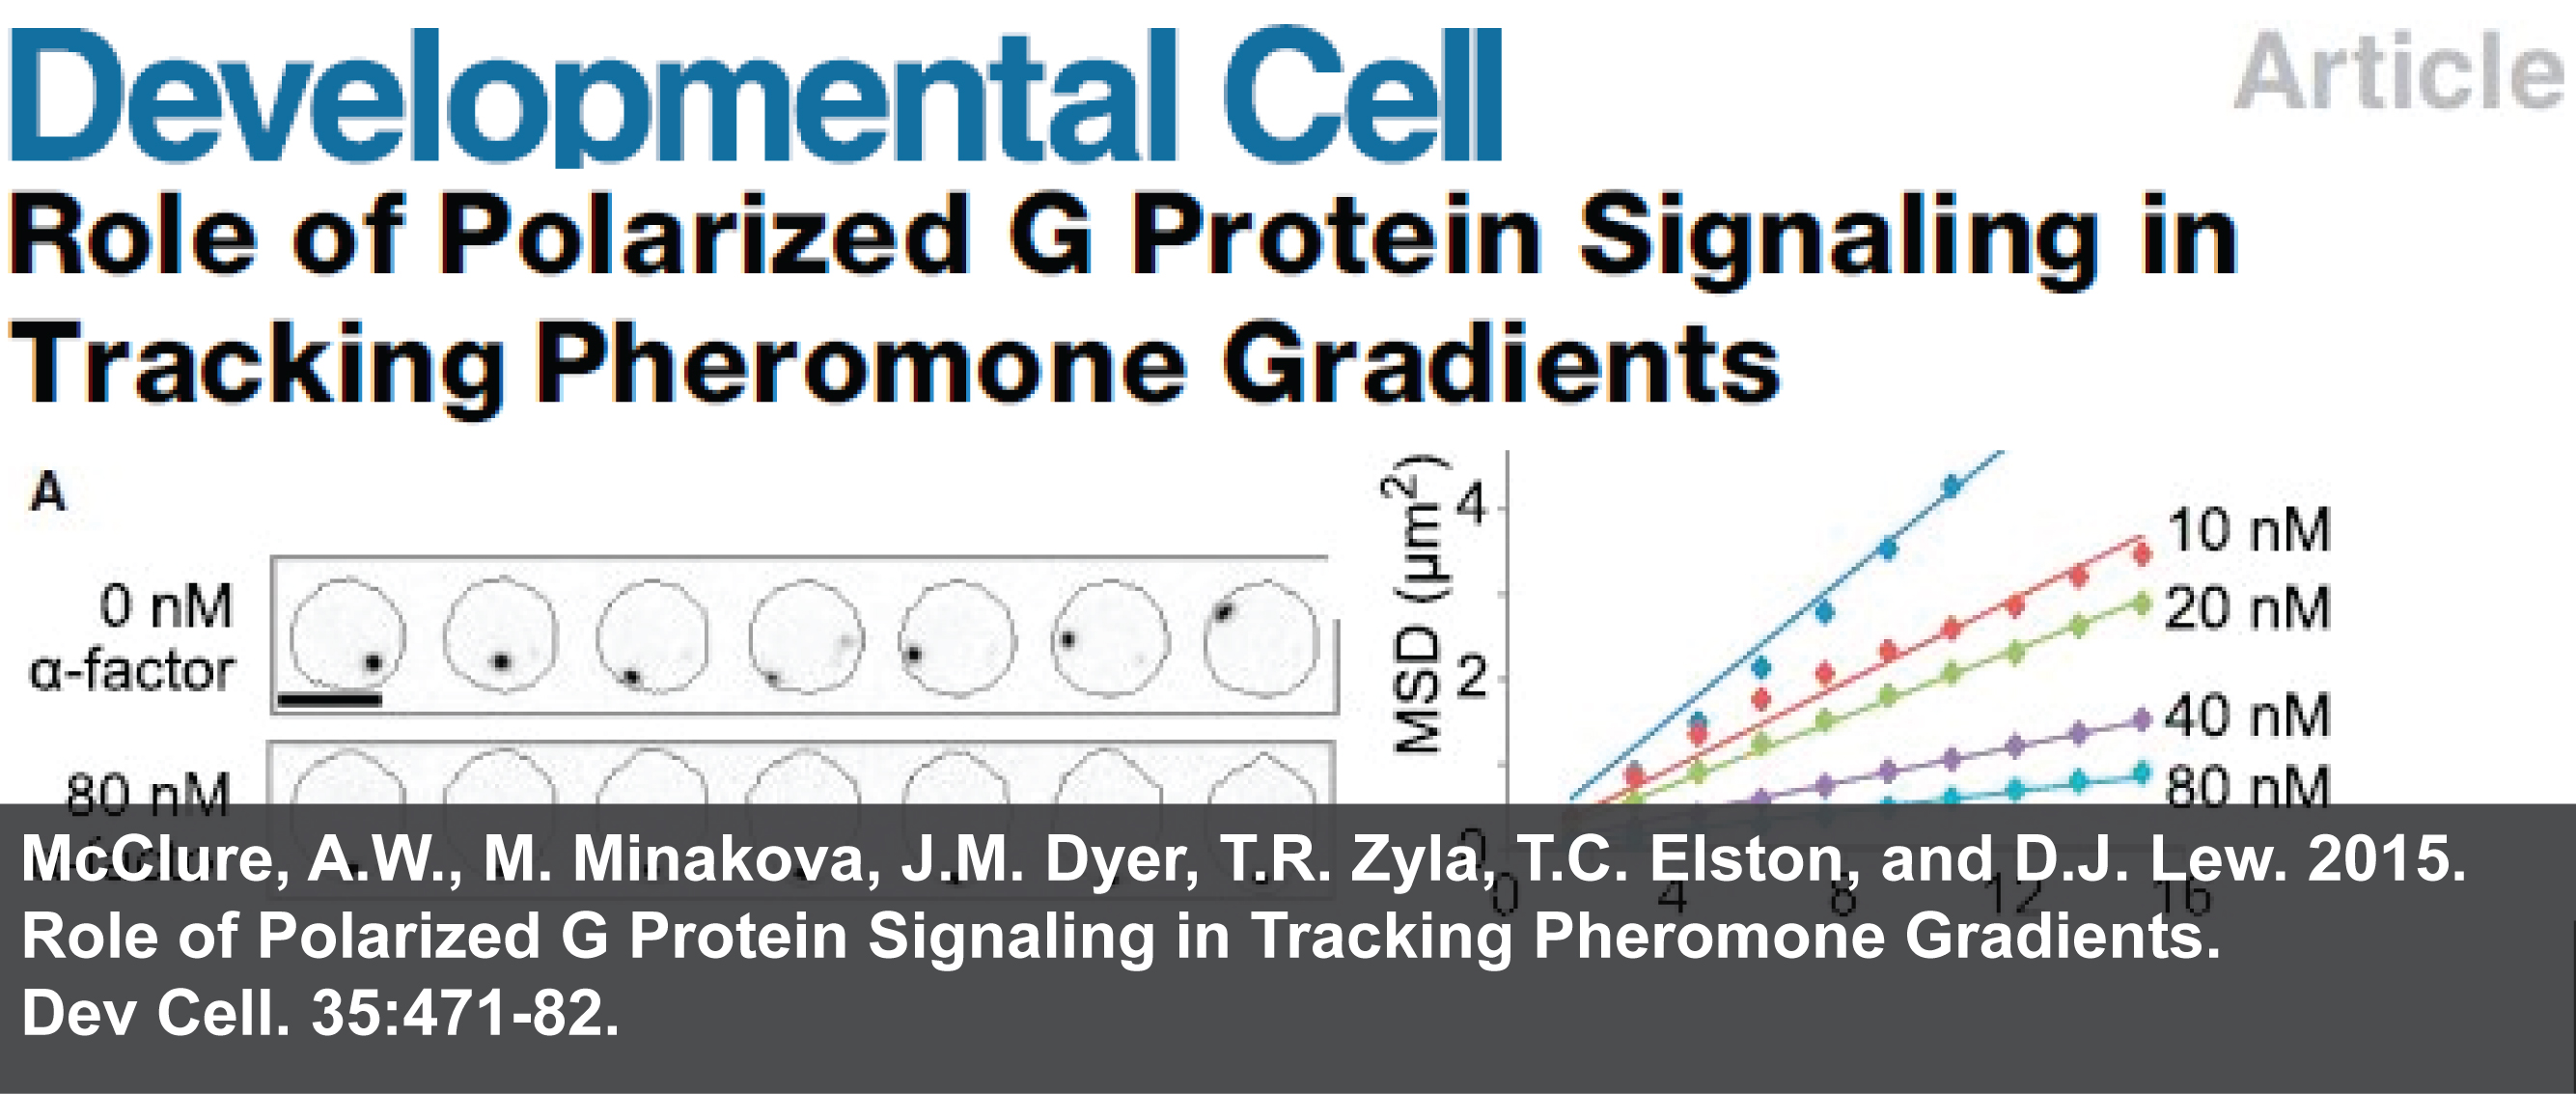 Developmental Cell
Article
Role of Polarized G Protein Signaling in
Tracking Pheromone Gradients
A
0 nM
α-factor
80 nM
α-factor
MSD (µm²)
4
2
0
10 nM
20 nM
40 nM
80 nM
0 4 8 12 16
McClure, A.W., M. Minakova, J.M. Dyer, T.R. Zyla, T.C. Elston, and D.J. Lew. 2015.
Role of Polarized G Protein Signaling in Tracking Pheromone Gradients.
Dev Cell. 35:471-82.